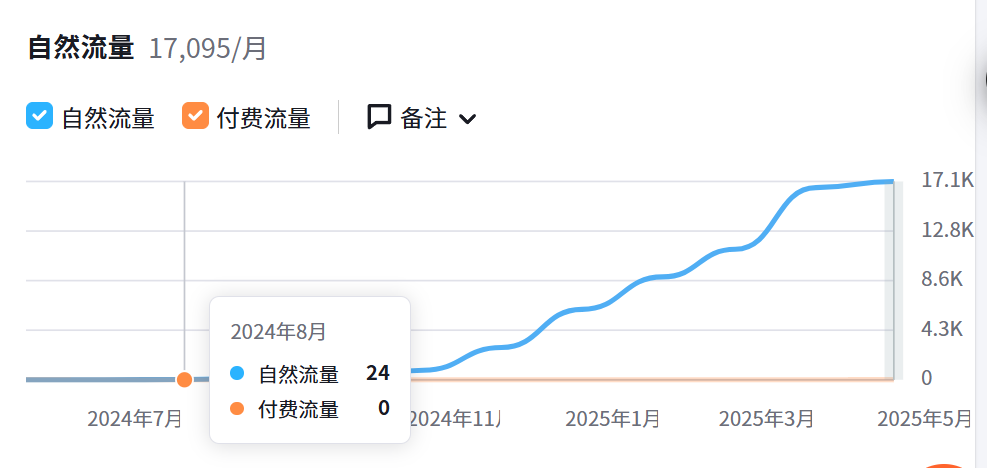 自然流量 17,095/月
自然流量 付费流量 备注
17.1K
12.8K
8.6K
4.3K
0
2024年8月
自然流量 24
付费流量 0
2024年7月 2024年11月 2025年1月 2025年3月 2025年5月